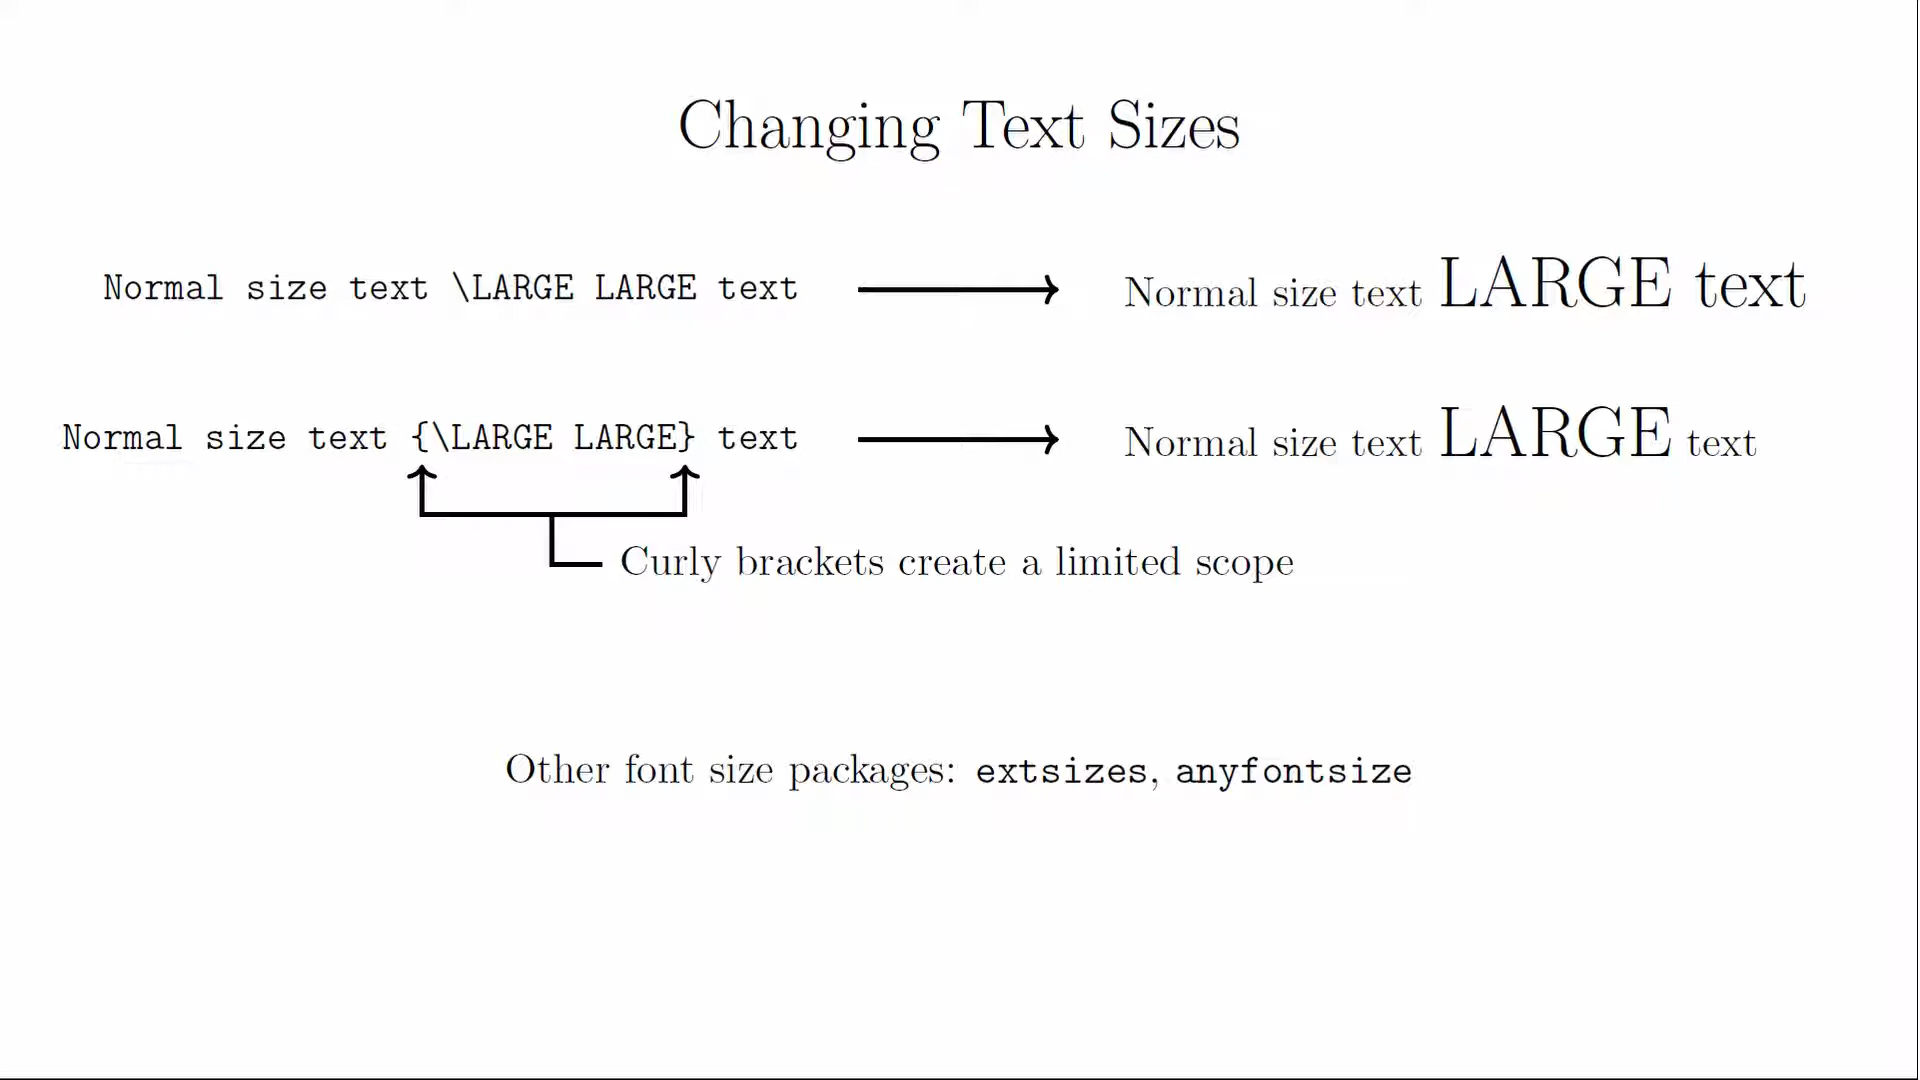 Changing Text Sizes
Normal size text \LARGE LARGE text
Normal size text LARGE text
Normal size text {\LARGE LARGE} text
Normal size text LARGE text
Curly brackets create a limited scope
Other font size packages: extsizes, anyfontsize